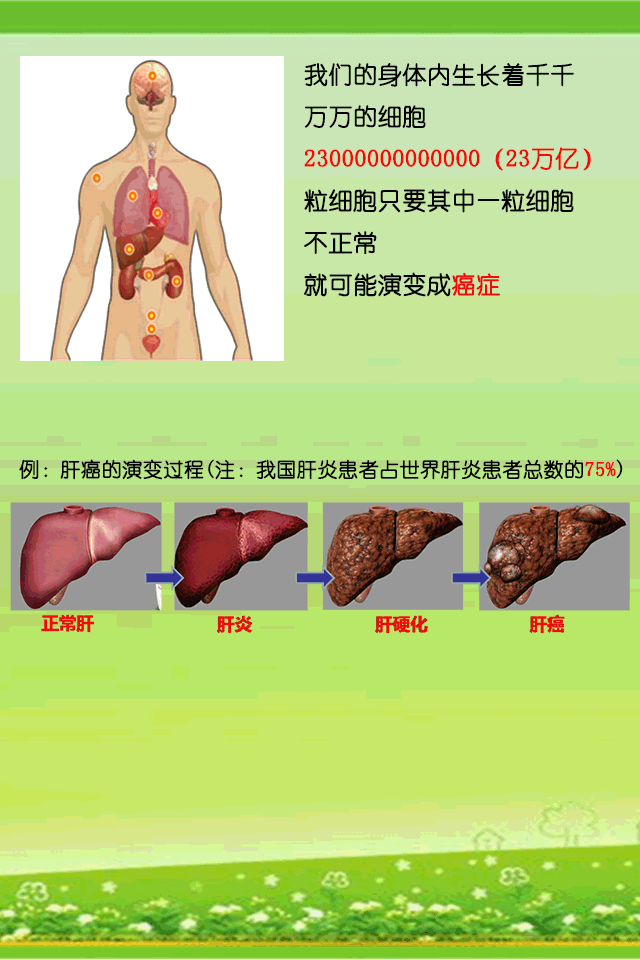 我们的身体内生长着千千
万万的细胞
23000000000000（23万亿）
粒细胞只要其中一粒细胞
不正常
就可能演变成癌症
例：肝癌的演变过程(注：我国肝炎患者占世界肝炎患者总数的75%)
正常肝
肝炎
肝硬化
肝癌